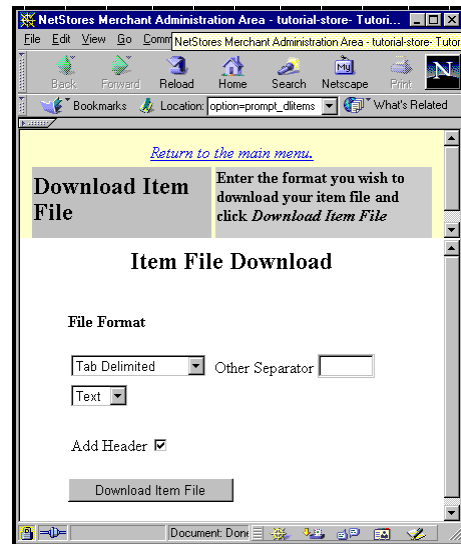 NetStores Merchant Administration Area - tutorial-store- Tutori...
File Edit View Go Comm
NetStores Merchant Administration Area - tutorial-store- Tutor
Back Forward Reload Home Search Netscape Print
My
N
Bookmarks Location: option=prompt_dlitems What's Related
Return to the main menu.
Download Item
File
Enter the format you wish to
download your item file and
click Download Item File
Item File Download
File Format
Tab Delimited Other Separator
Text
Add Header
Download Item File
Document: Done